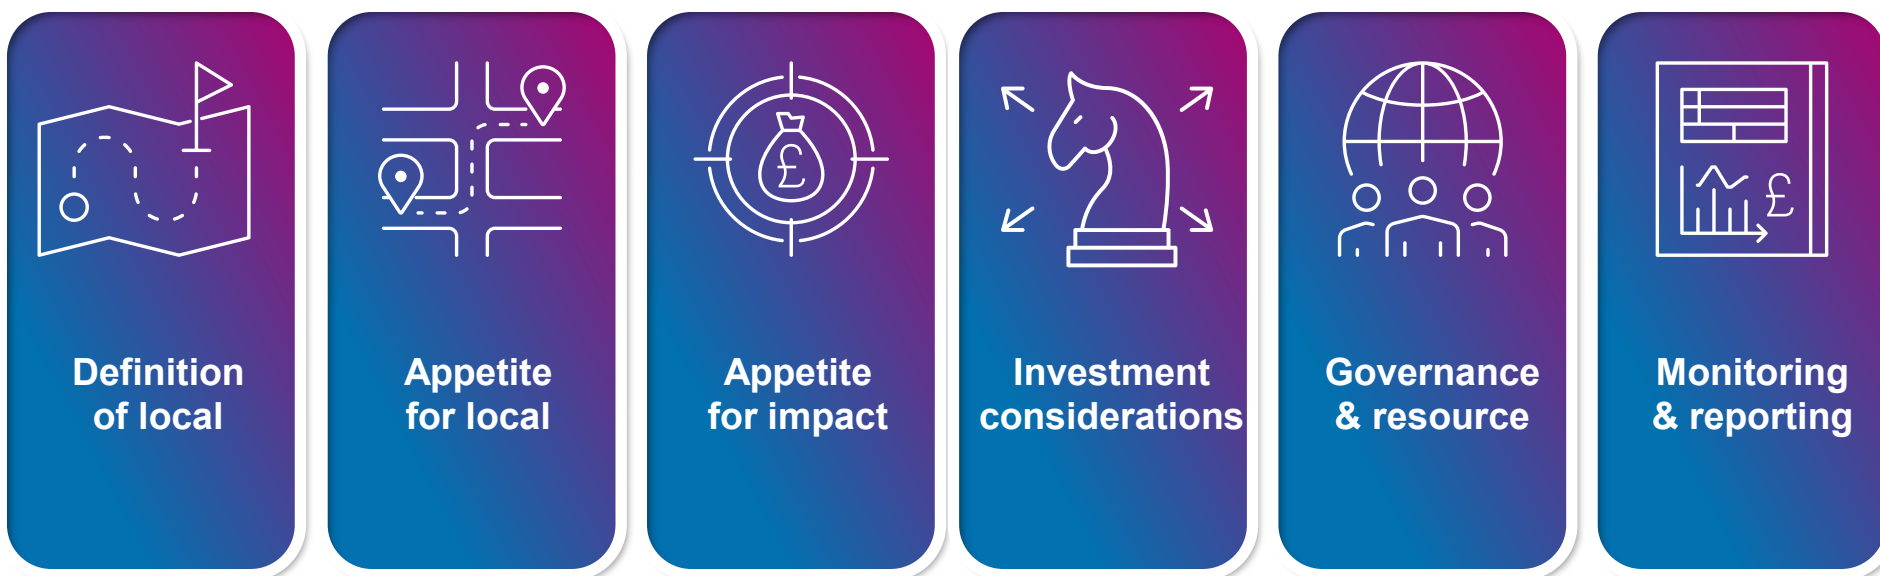 £
£
Definition
of local
Appetite
for local
Appetite
for impact
Investment
considerations
Governance
& resource
Monitoring
& reporting